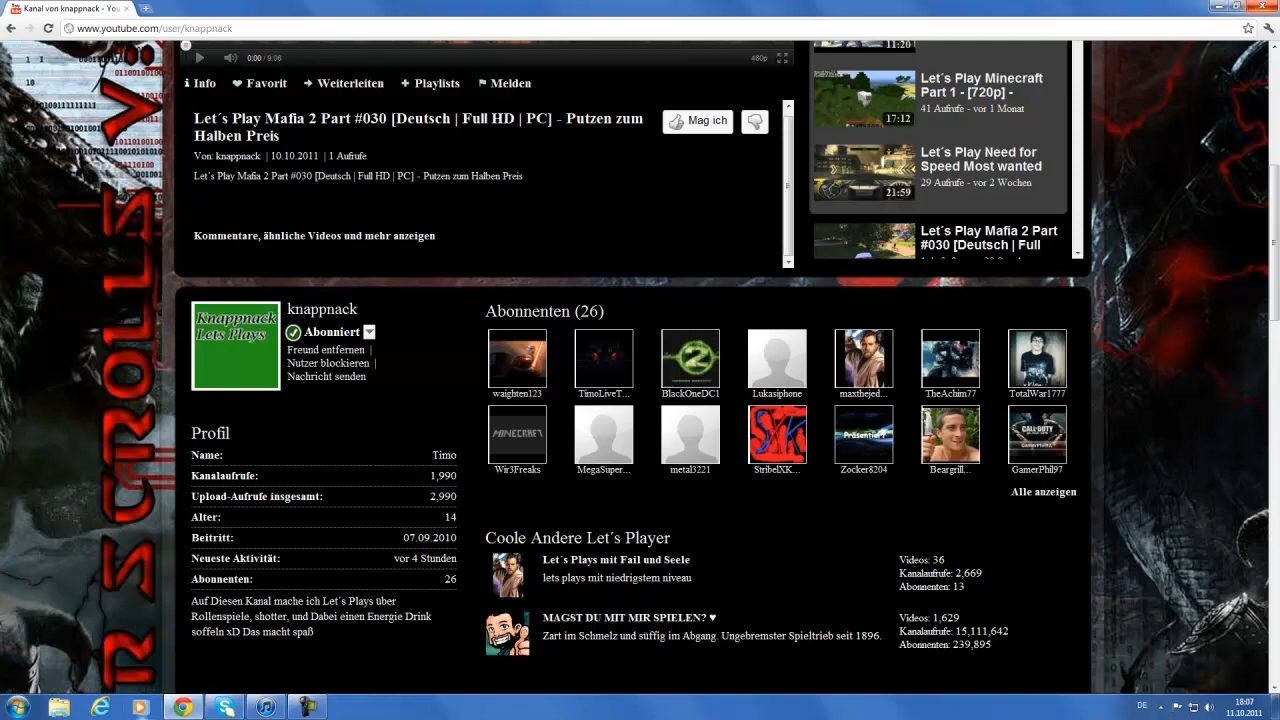 Kanal von knappnack - You
www.youtube.com/user/knappnack
0:00 / 9:06
480p
Info
Favorit
Weiterleiten
Playlists
Melden
Let´s Play Mafia 2 Part #030 [Deutsch | Full HD | PC] - Putzen zum
Halben Preis
Mag ich
Von: knappnack | 10.10.2011 | 1 Aufrufe
Let´s Play Mafia 2 Part #030 [Deutsch | Full HD | PC] - Putzen zum Halben Preis
Kommentare, ähnliche Videos und mehr anzeigen
11:20
Let´s Play Minecraft
Part 1 - [720p] -
41 Aufrufe - vor 1 Monat
17:12
Let´s Play Need for
Speed Most wanted
29 Aufrufe - vor 2 Wochen
21:59
Let´s Play Mafia 2 Part
#030 [Deutsch | Full
Knappnack
Lets Plays
knappnack
Abonniert
Freund entfernen |
Nutzer blockieren |
Nachricht senden
Profil
Name: Timo
Kanalaufrufe: 1,990
Upload-Aufrufe insgesamt: 2,990
Alter: 14
Beitritt: 07.09.2010
Neueste Aktivität: vor 4 Stunden
Abonnenten: 26
Auf Diesen Kanal mache ich Let´s Plays über
Rollenspiele, shotter, und Dabei einen Energie Drink
soffeln xD Das macht spaß
Abonnenten (26)
waighten123
TimoLiveT...
BlackOneDC1
Lukasiphone
maxthejed...
TheAchim77
TotalWar1777
MINECRAFT
SXK
Präsentiert
CALL OF DUTY
GamerPhilX
Wir3Freaks
MegaSuper...
metal3221
StribelXK...
Zocker8204
Beargrill...
GamerPhil97
Alle anzeigen
Coole Andere Let´s Player
Let´s Plays mit Fail und Seele
lets plays mit niedrigstem niveau
Videos: 36
Kanalaufrufe: 2,669
Abonnenten: 13
MAGST DU MIT MIR SPIELEN? ♥
Zart im Schmelz und süffig im Abgang. Ungebremster Spieltrieb seit 1896.
Videos: 1,629
Kanalaufrufe: 15,111,642
Abonnenten: 239,895
DE
18:07
11.10.2011